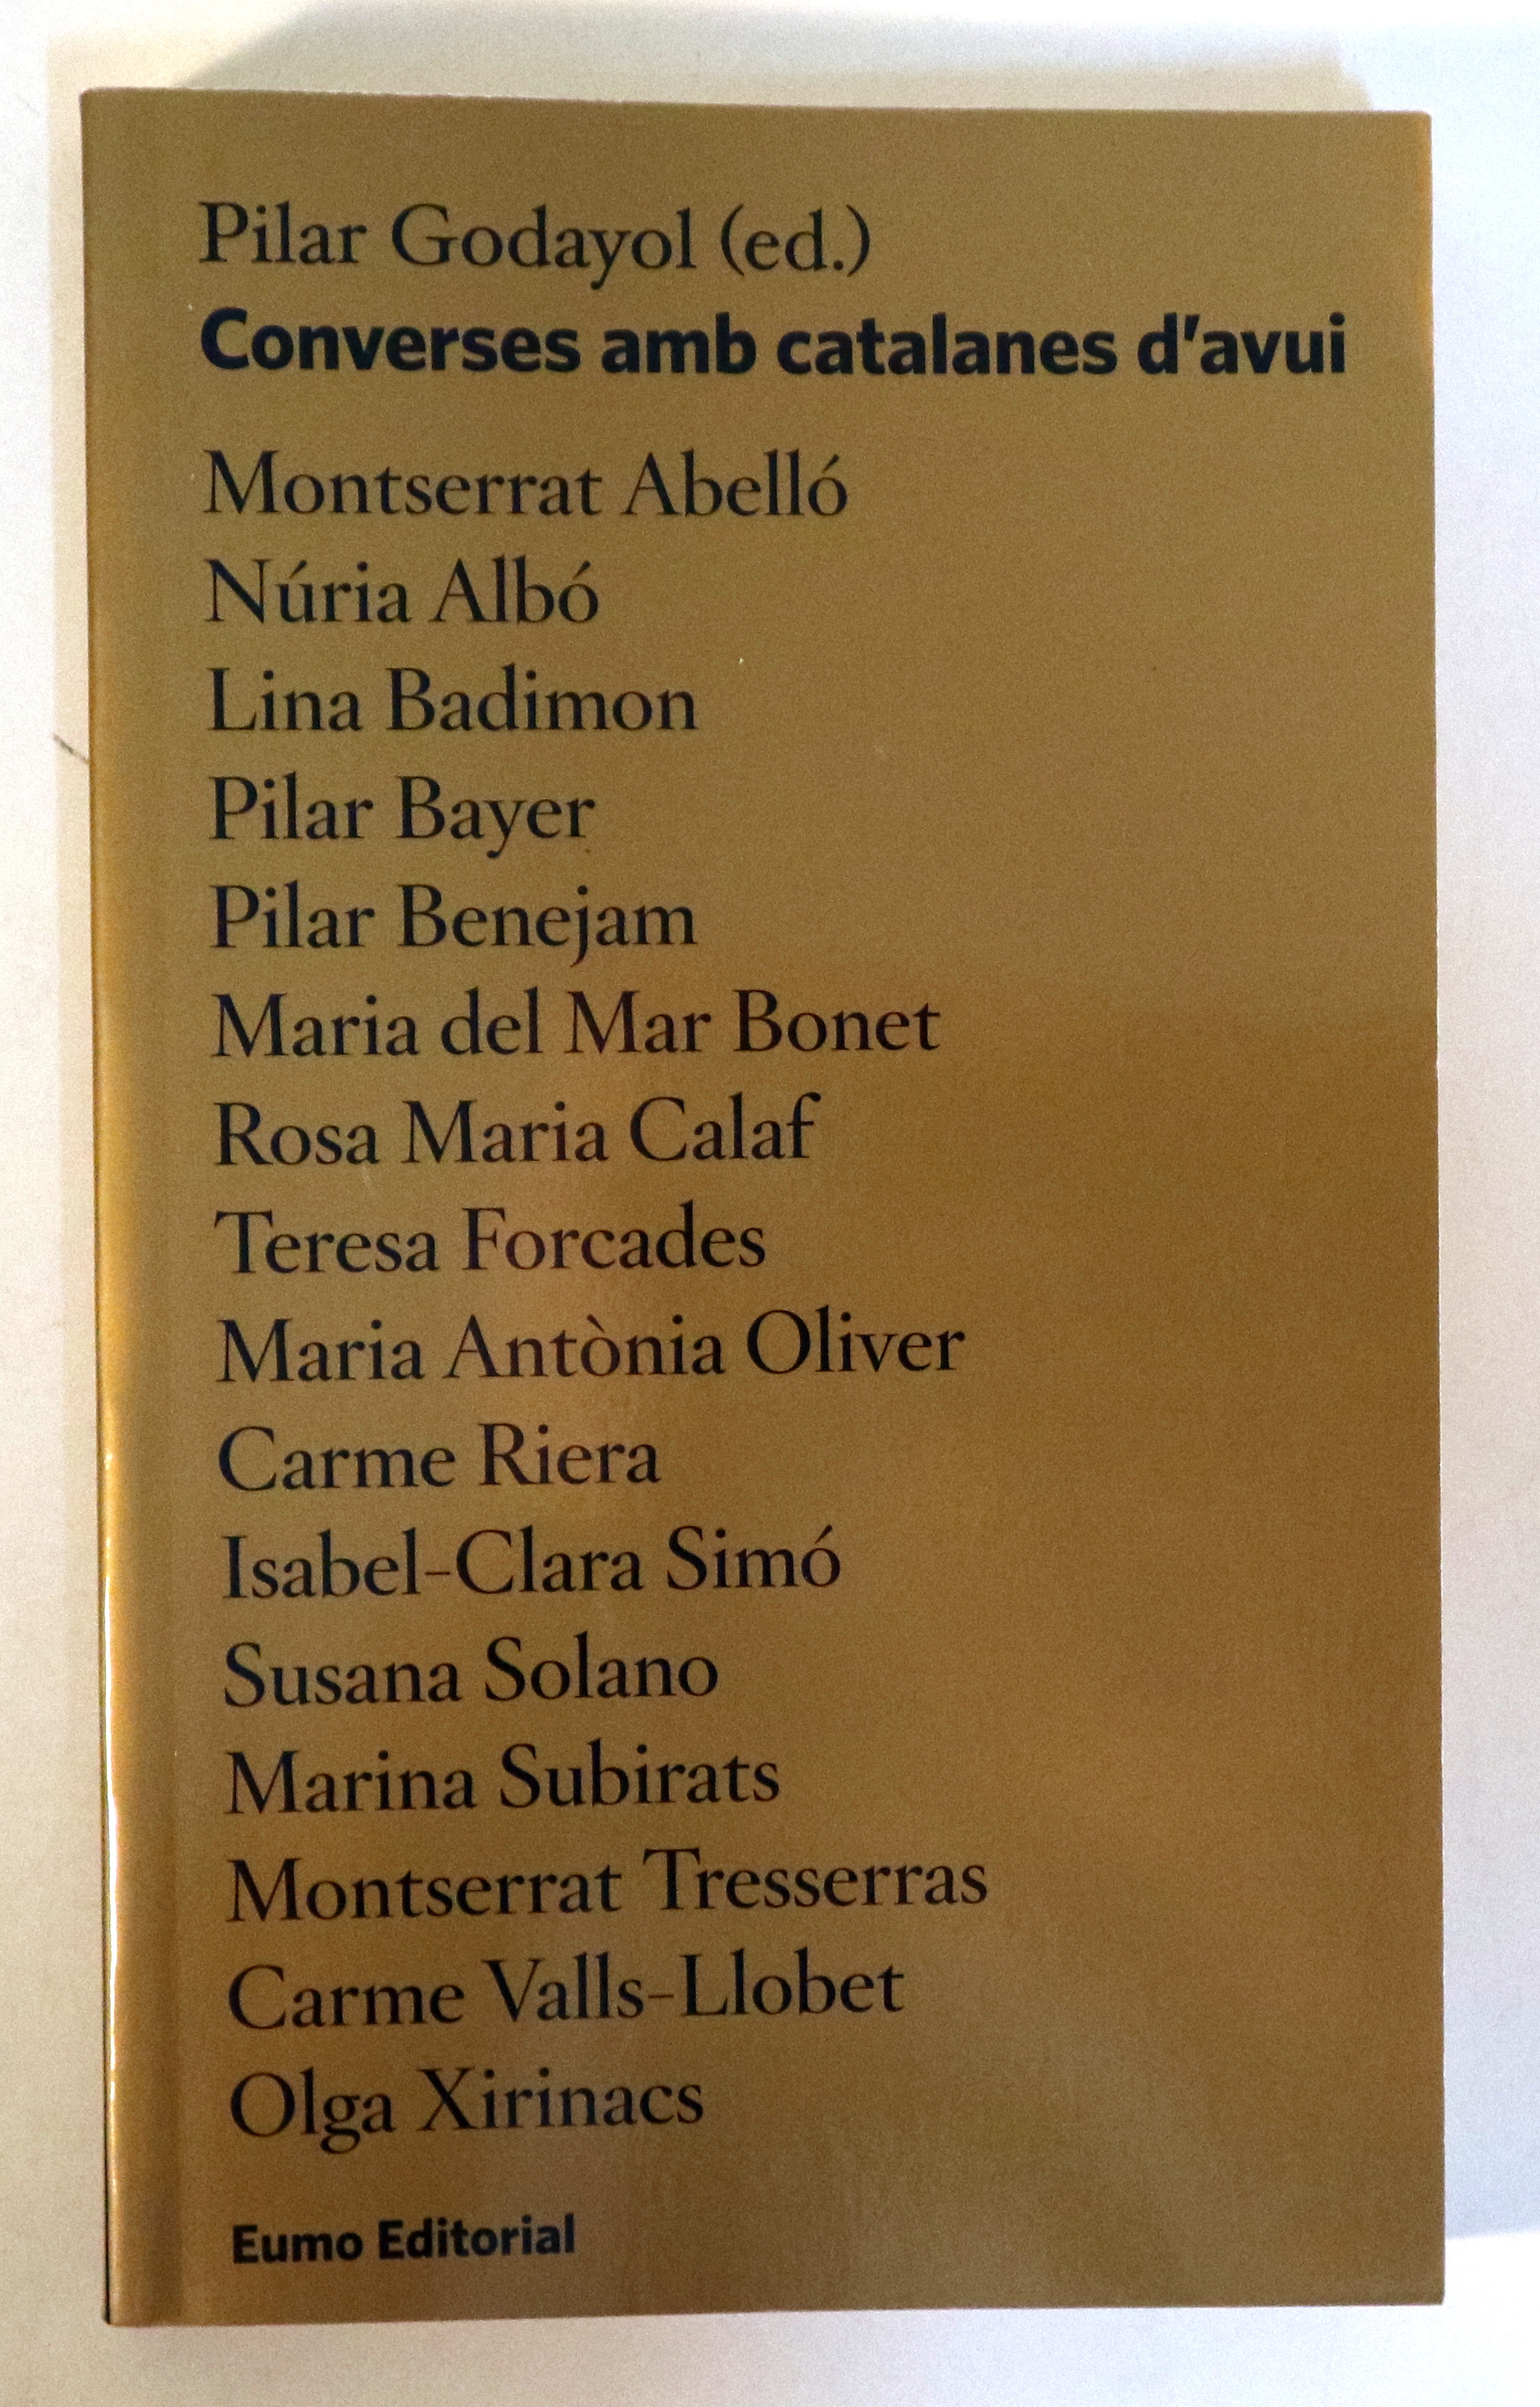 Pilar Godayol (ed.)
Converses amb catalanes d'avui
Montserrat Abelló
Núria Albó
Lina Badimon
Pilar Bayer
Pilar Benejam
Maria del Mar Bonet
Rosa Maria Calaf
Teresa Forcades
Maria Antònia Oliver
Carme Riera
Isabel-Clara Simó
Susana Solano
Marina Subirats
Montserrat Tresserras
Carme Valls-Llobet
Olga Xirinacs
Eumo Editorial